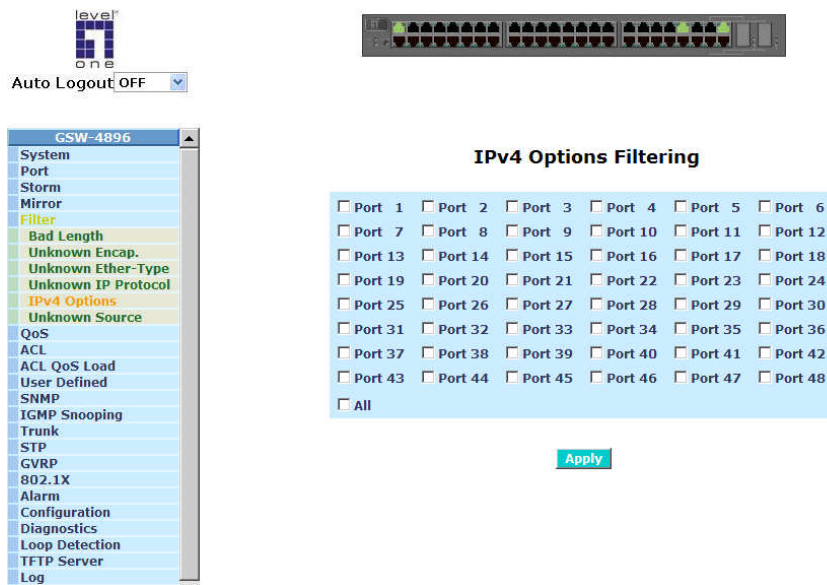 level
one
Auto Logout OFF
GSW-4896
System
Port
Storm
Mirror
Filter
Bad Length
Unknown Encap.
Unknown Ether-Type
Unknown IP Protocol
IPv4 Options
Unknown Source
QoS
ACL
ACL QoS Load
User Defined
SNMP
IGMP Snooping
Trunk
STP
GVRP
802.1X
Alarm
Configuration
Diagnostics
Loop Detection
TFTP Server
Log
IPv4 Options Filtering
Port 1 Port 2 Port 3 Port 4 Port 5 Port 6
Port 7 Port 8 Port 9 Port 10 Port 11 Port 12
Port 13 Port 14 Port 15 Port 16 Port 17 Port 18
Port 19 Port 20 Port 21 Port 22 Port 23 Port 24
Port 25 Port 26 Port 27 Port 28 Port 29 Port 30
Port 31 Port 32 Port 33 Port 34 Port 35 Port 36
Port 37 Port 38 Port 39 Port 40 Port 41 Port 42
Port 43 Port 44 Port 45 Port 46 Port 47 Port 48
All
Apply